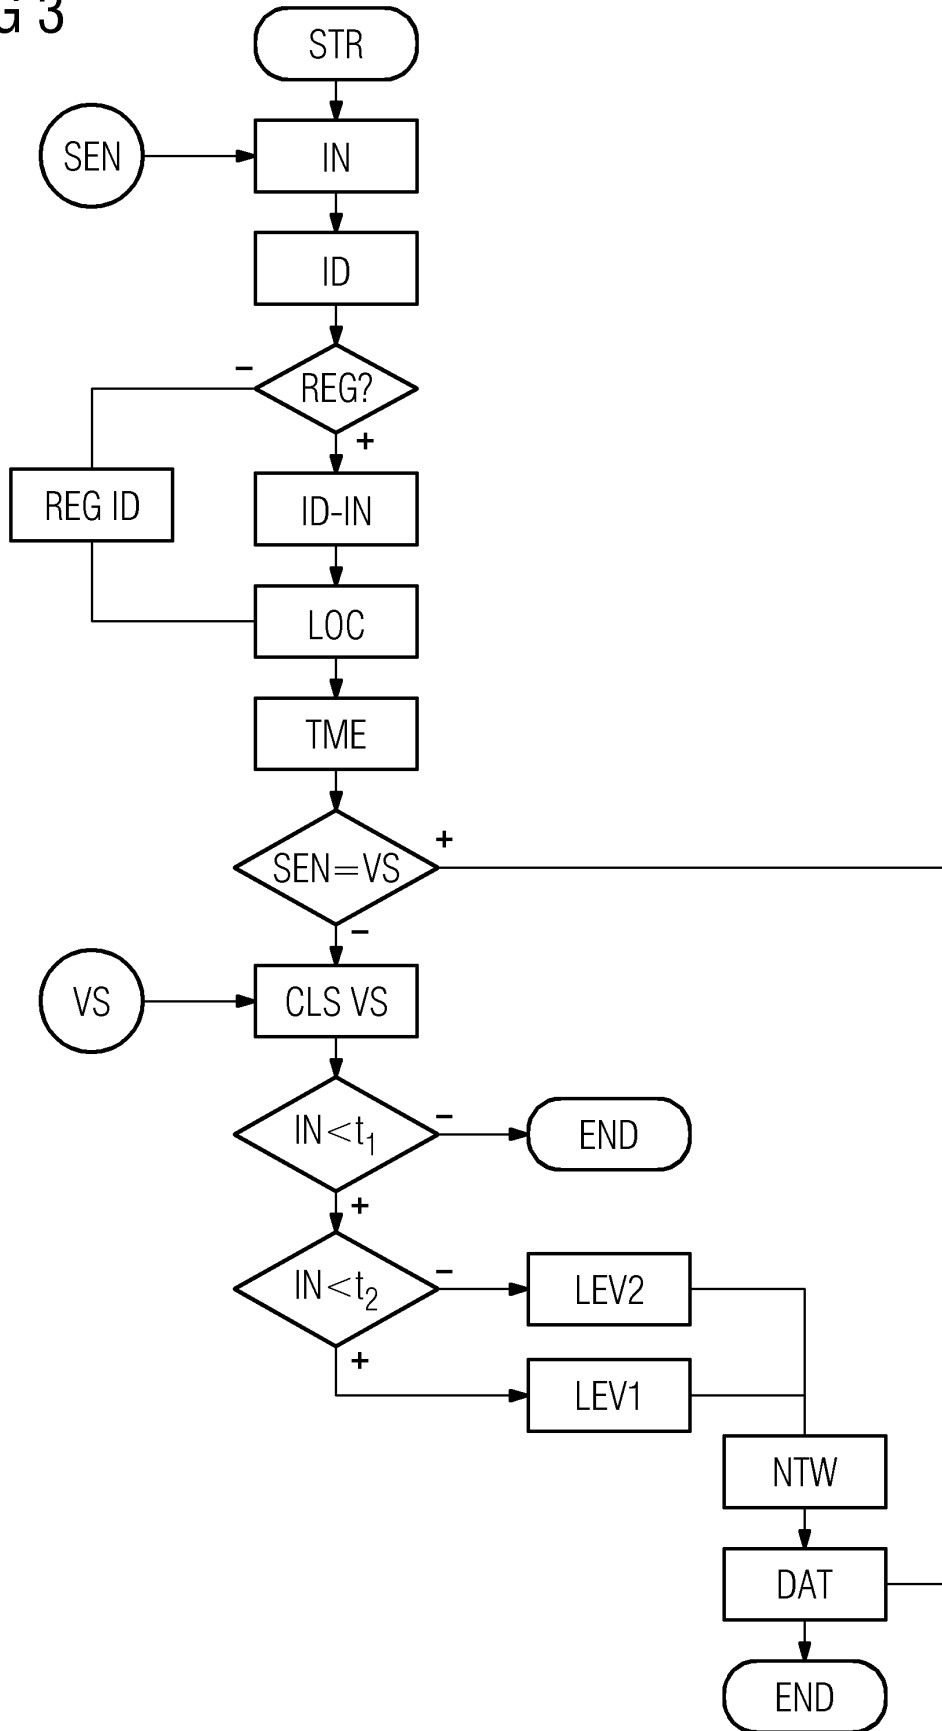 G 3
STR
SEN
IN
ID
−
REG?
+
REG ID
ID-IN
LOC
TME
+
SEN=VS
−
VS
CLS VS
IN<t1
−
END
+
IN<t2
−
LEV2
+
LEV1
NTW
DAT
END